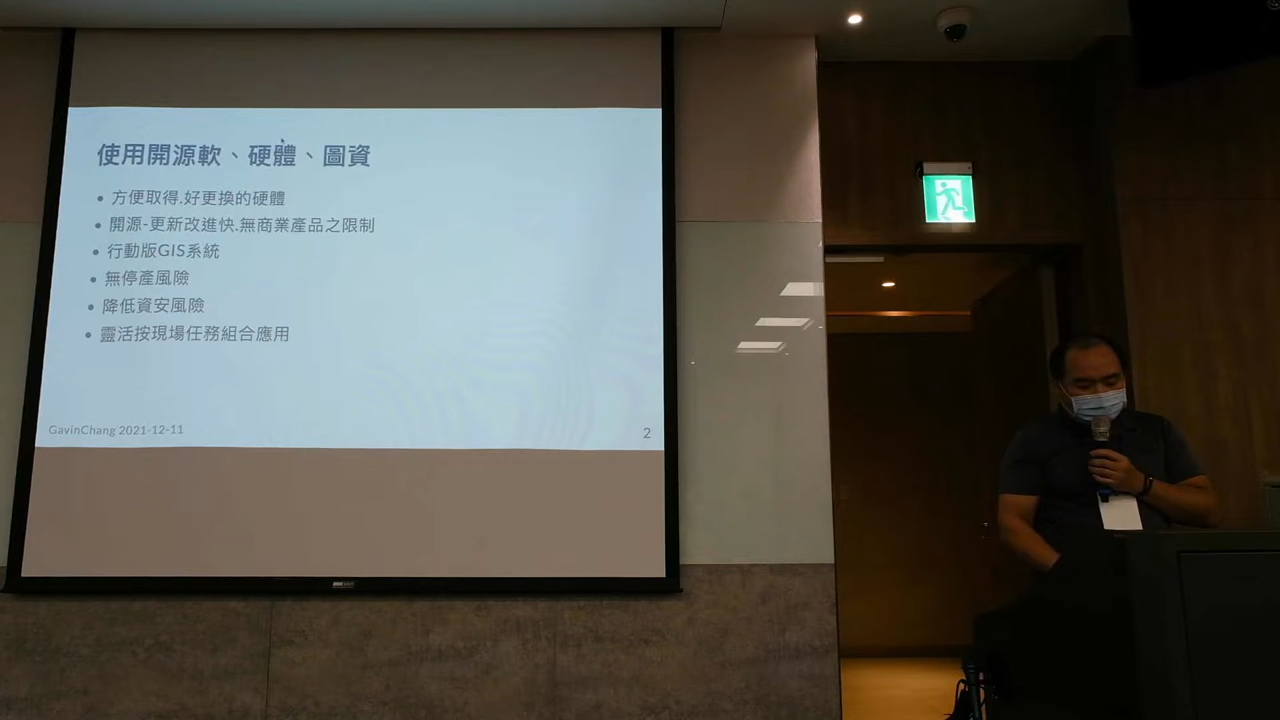 使用開源軟、硬體、圖資
方便取得.好更換的硬體
開源-更新改進快.無商業產品之限制
行動版GIS系統
無停產風險
降低資安風險
靈活按現場任務組合應用
GavinChang 2021-12-11
2